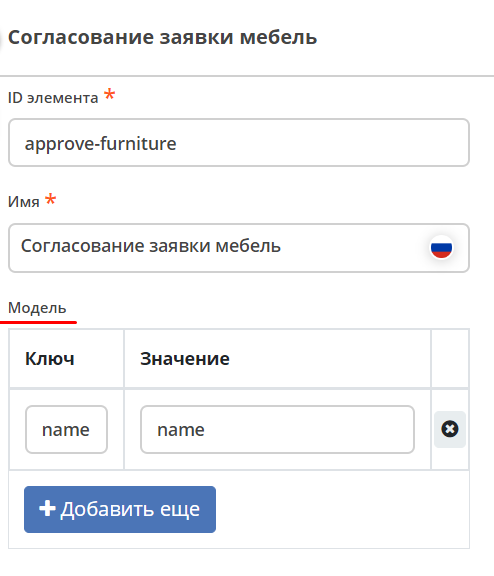 Согласование заявки мебель
ID элемента *
approve-furniture
Имя *
Согласование заявки мебель
Модель
Ключ Значение
name name
Добавить еще